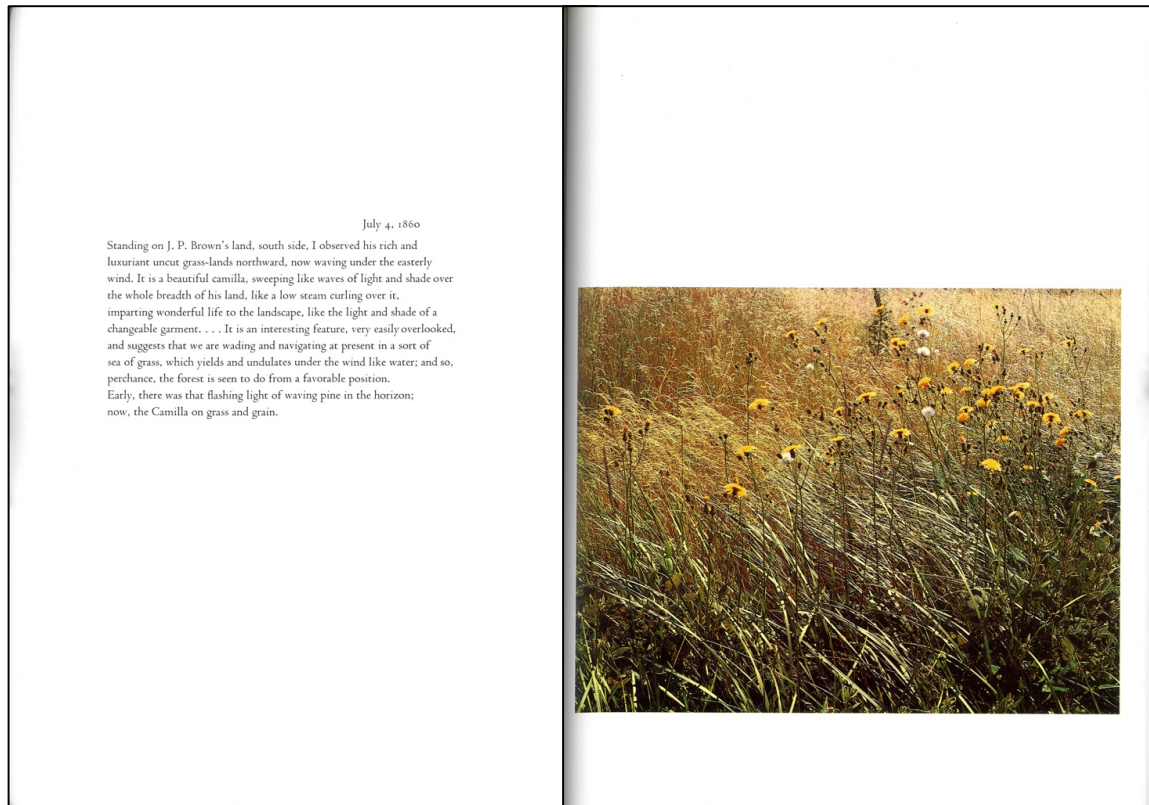 July 4, 1860
Standing on J. P. Brown's land, south side, I observed his rich and
luxuriant uncut grass-lands northward, now waving under the easterly
wind. It is a beautiful camilla, sweeping like waves of light and shade over
the whole breadth of his land, like a low steam curling over it,
imparting wonderful life to the landscape, like the light and shade of a
changeable garment. . . . It is an interesting feature, very easily overlooked,
and suggests that we are wading and navigating at present in a sort of
sea of grass, which yields and undulates under the wind like water; and so,
perchance, the forest is seen to do from a favorable position.
Early, there was that flashing light of waving pine in the horizon;
now, the Camilla on grass and grain.